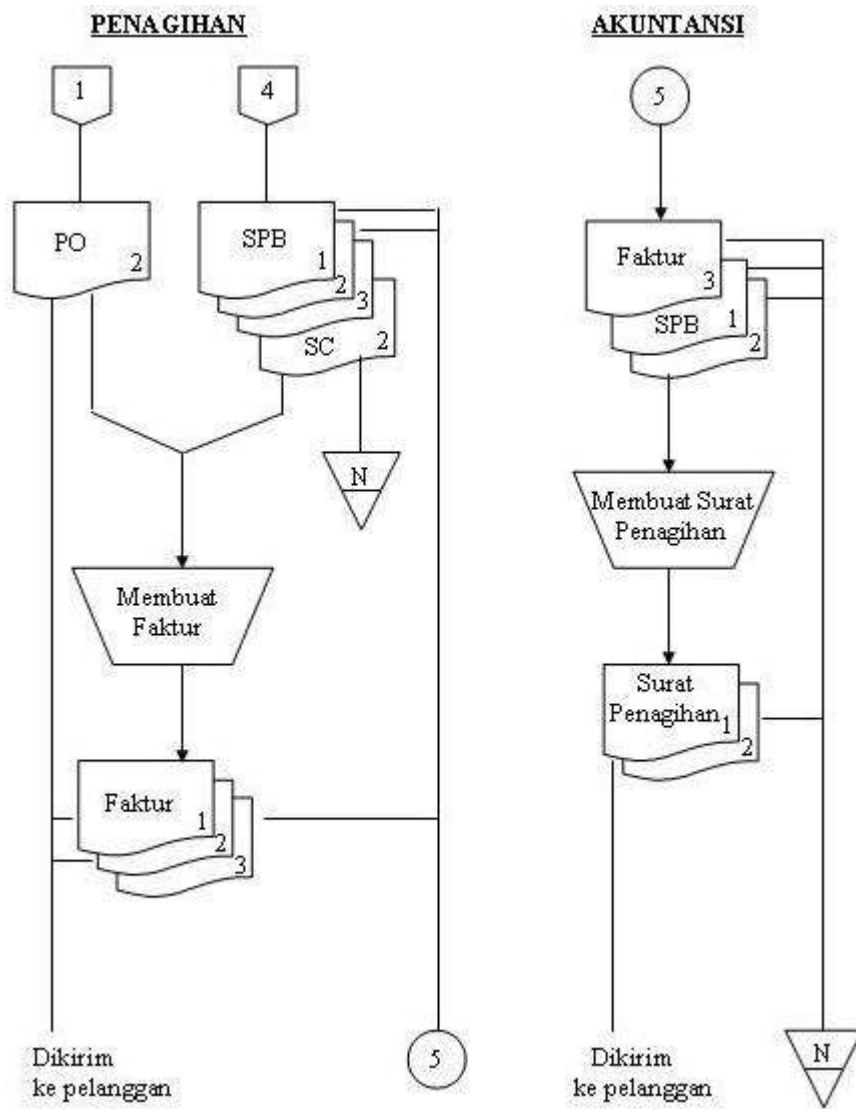 PENAGIHAN
1
4
PO
2
SPB
1
2
3
SC
2
N
Membuat
Faktur
Faktur
1
2
3
Dikirim
ke pelanggan
5
AKUNTANSI
5
Faktur
3
SPB
1
2
Membuat Surat
Penagihan
Surat
Penagihan
1
2
Dikirim
ke pelanggan
N